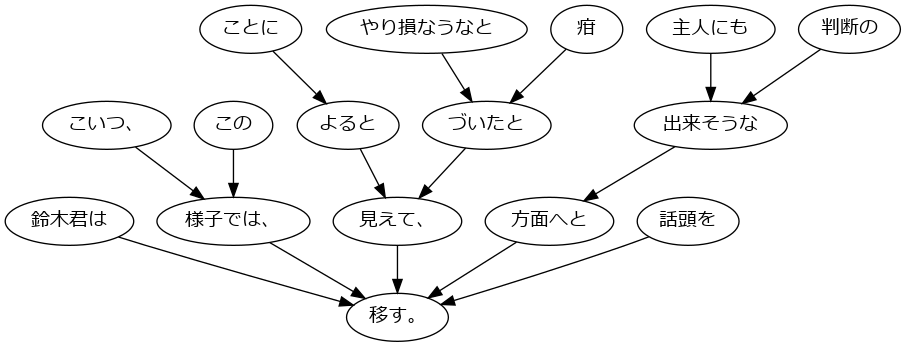 ことに
やり損なうなと
疳
主人にも
判断の
こいつ、
この
よると
づいたと
出来そうな
鈴木君は
様子では、
見えて、
方面へと
話頭を
移す。